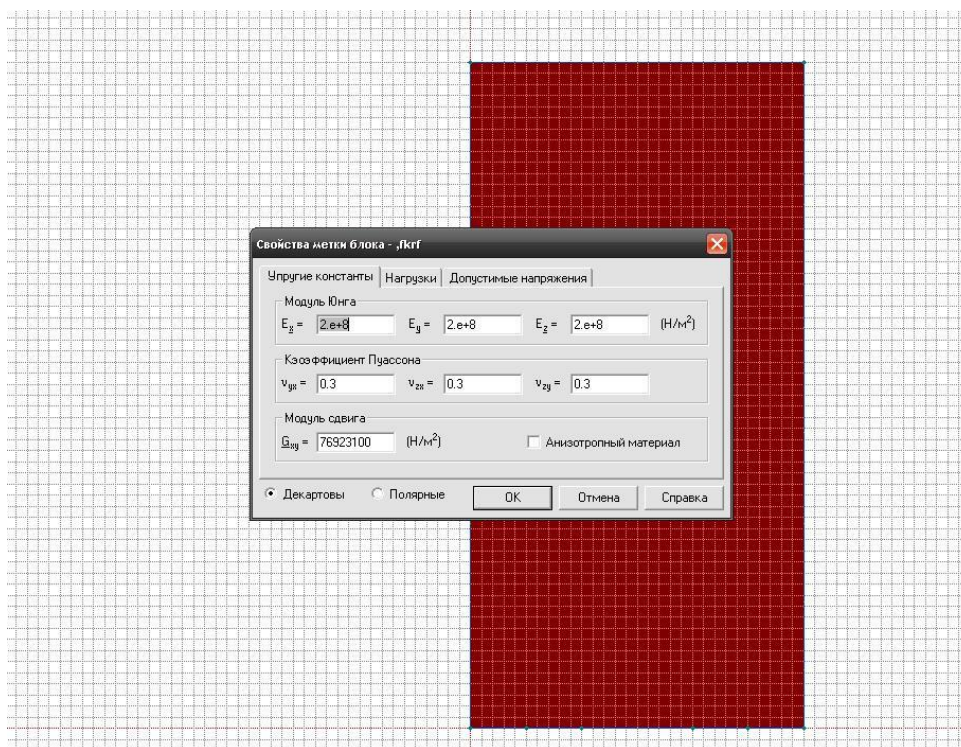 Свойства метки блока - ,fkrf
Упругие константы Нагрузки Допустимые напряжения
Модуль Юнга
Ex = 2.e+8 Ey = 2.e+8 Ez = 2.e+8 (Н/м²)
Кэоэффициент Пуассона
νyx = 0.3 νzx = 0.3 νzy = 0.3
Модуль сдвига
Gxy = 76923100 (Н/м²) Анизотропный материал
Декартовы Полярные ОК Отмена Справка